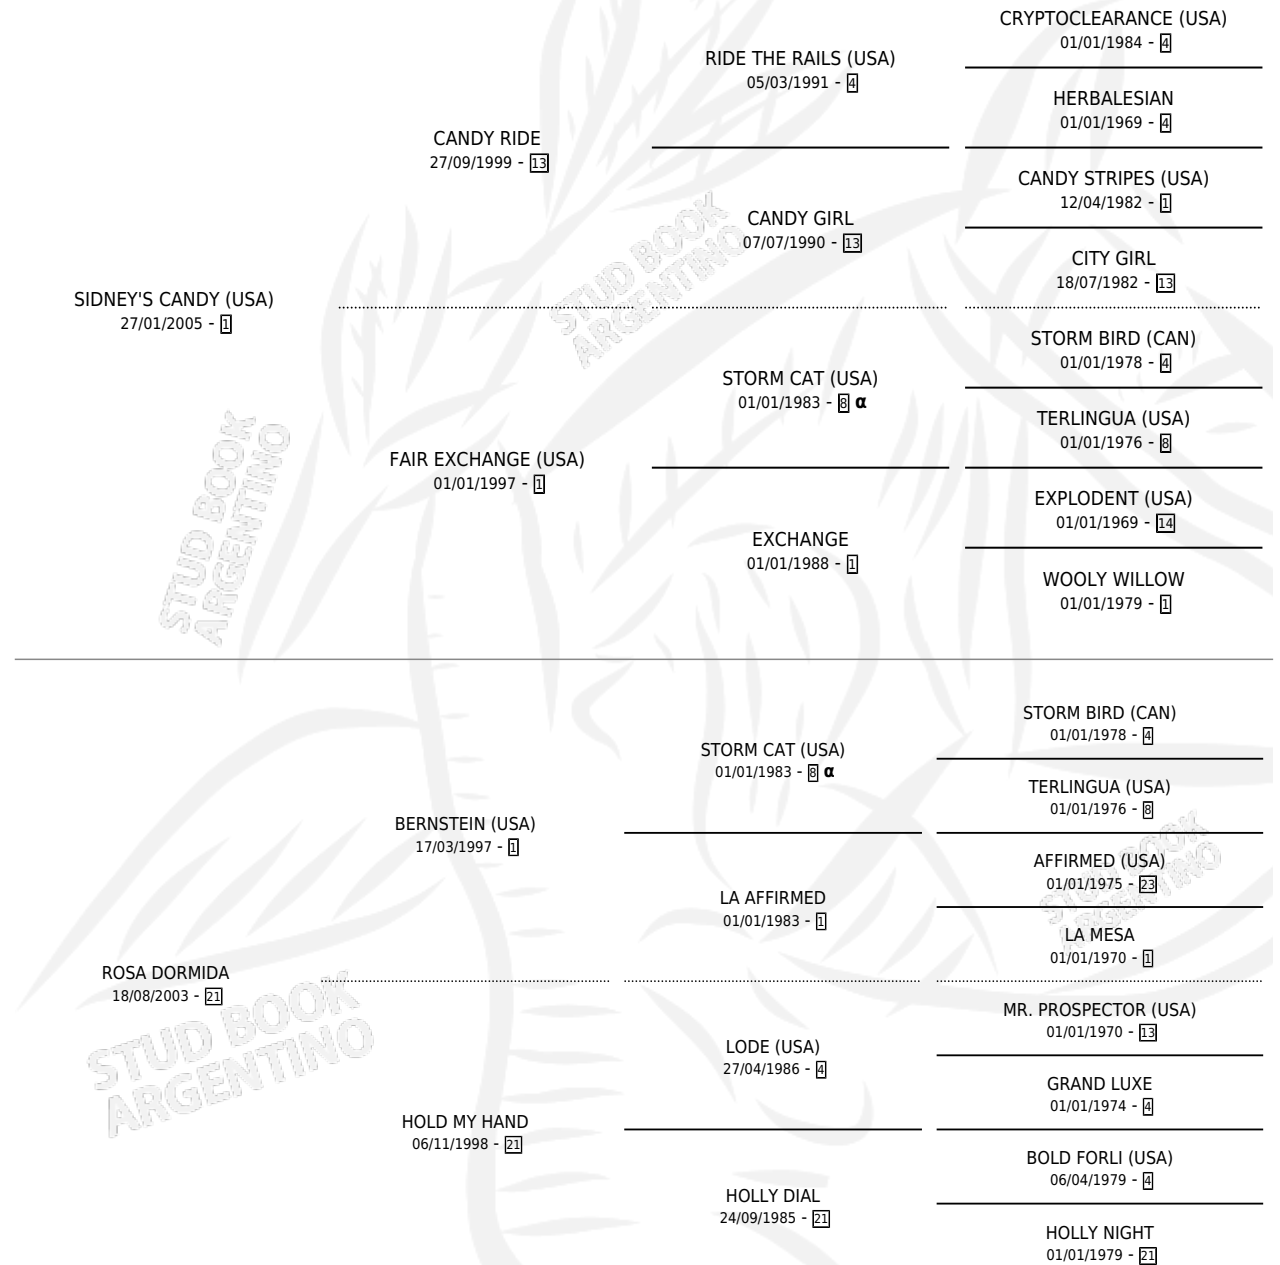 CRYPTOCLEARANCE (USA)
01/01/1984 - 4
RIDE THE RAILS (USA)
05/03/1991 - 4
HERBALESIAN
01/01/1969 - 4
CANDY RIDE
27/09/1999 - 13
CANDY STRIPES (USA)
12/04/1982 - 1
CANDY GIRL
07/07/1990 - 13
CITY GIRL
18/07/1982 - 13
SIDNEY'S CANDY (USA)
27/01/2005 - 1
STORM BIRD (CAN)
01/01/1978 - 4
STORM CAT (USA)
01/01/1983 - 8 α
TERLINGUA (USA)
01/01/1976 - 8
FAIR EXCHANGE (USA)
01/01/1997 - 1
EXPLODENT (USA)
01/01/1969 - 14
EXCHANGE
01/01/1988 - 1
WOOLY WILLOW
01/01/1979 - 1
STORM BIRD (CAN)
01/01/1978 - 4
STORM CAT (USA)
01/01/1983 - 8 α
TERLINGUA (USA)
01/01/1976 - 8
BERNSTEIN (USA)
17/03/1997 - 1
AFFIRMED (USA)
01/01/1975 - 23
LA AFFIRMED
01/01/1983 - 1
LA MESA
01/01/1970 - 1
ROSA DORMIDA
18/08/2003 - 21
MR. PROSPECTOR (USA)
01/01/1970 - 13
LODE (USA)
27/04/1986 - 4
GRAND LUXE
01/01/1974 - 4
HOLD MY HAND
06/11/1998 - 21
BOLD FORLI (USA)
06/04/1979 - 4
HOLLY DIAL
24/09/1985 - 21
HOLLY NIGHT
01/01/1979 - 21
STUD BOOK
ARGENTINO
STUD BOOK
ARGENTINO
STUD BOOK
ARGENTINO
STUD BOOK
ARGENTINO